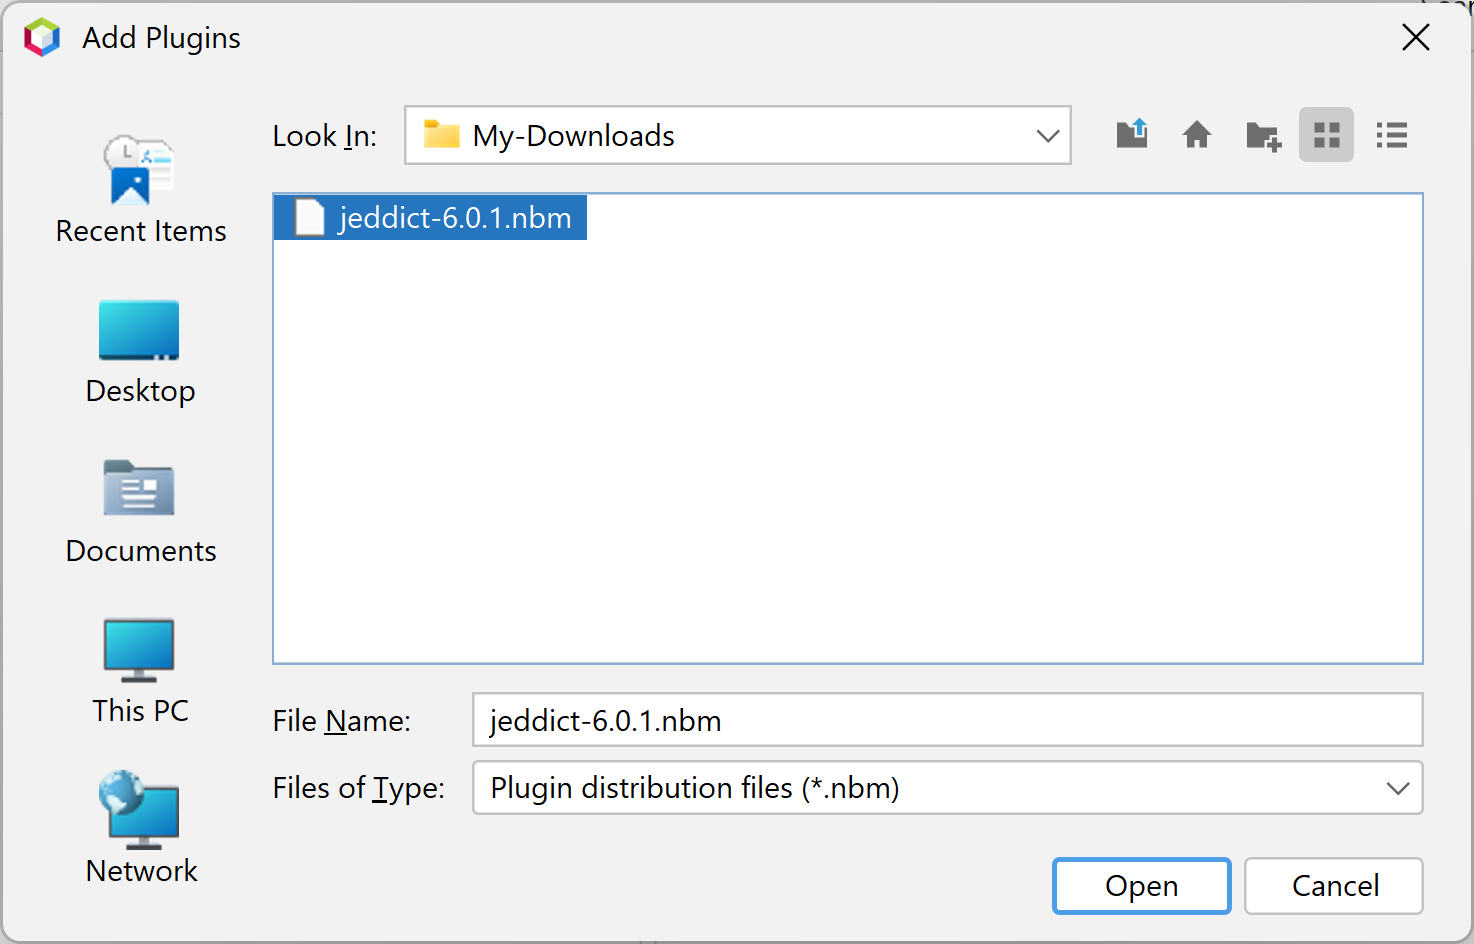 Add Plugins
Look In:
My-Downloads
Recent Items
jeddict-6.0.1.nbm
Desktop
Documents
This PC
Network
File Name:
jeddict-6.0.1.nbm
Files of Type:
Plugin distribution files (*.nbm)
Open
Cancel